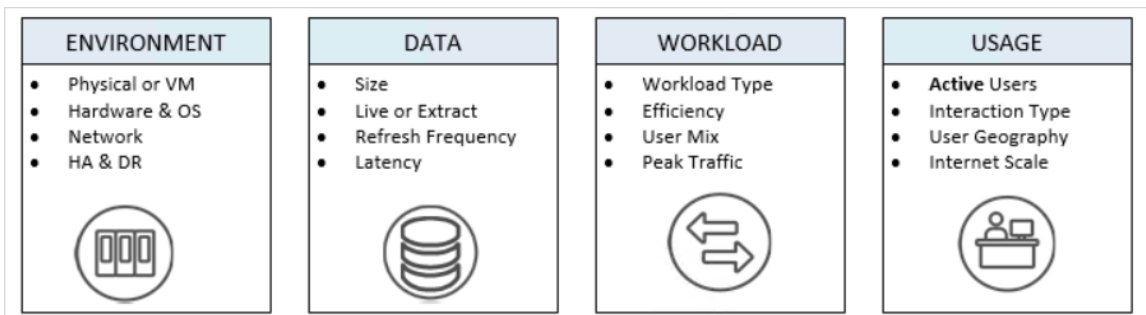 ENVIRONMENT
• Physical or VM
• Hardware & OS
• Network
• HA & DR
DATA
• Size
• Live or Extract
• Refresh Frequency
• Latency
WORKLOAD
• Workload Type
• Efficiency
• User Mix
• Peak Traffic
USAGE
• Active Users
• Interaction Type
• User Geography
• Internet Scale